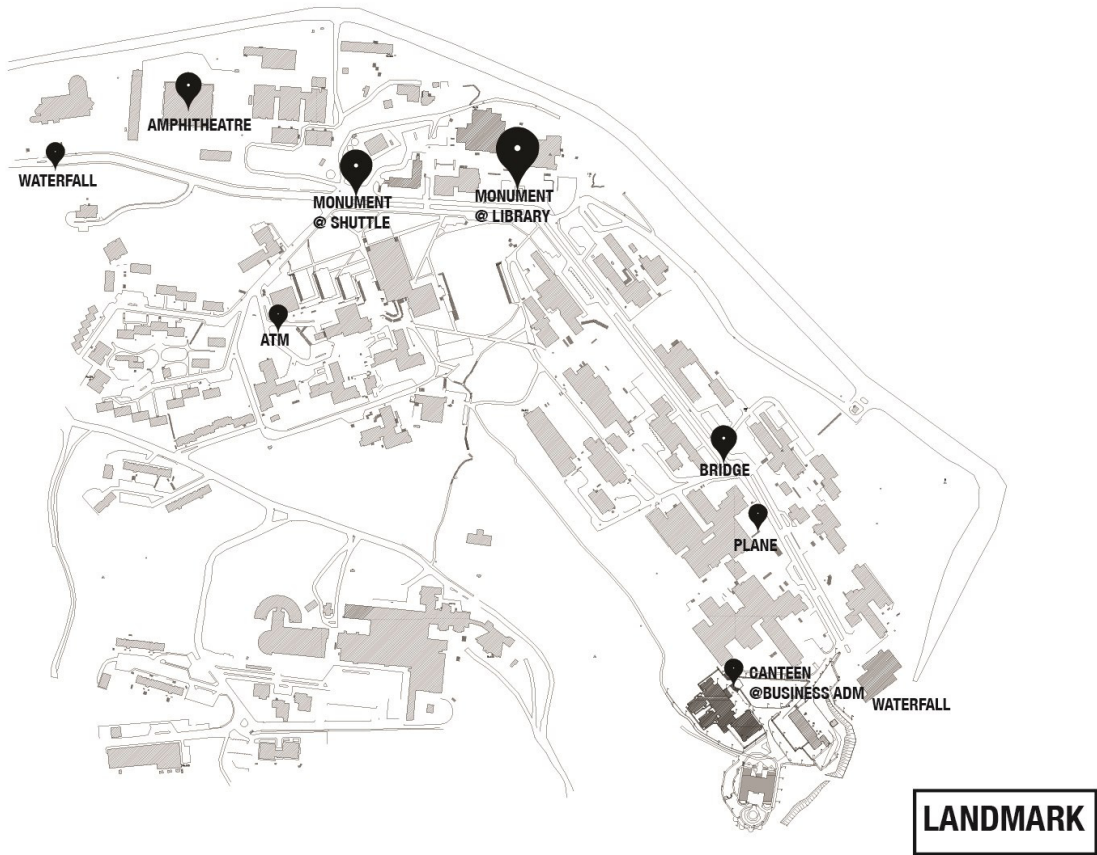 AMPHITHEATRE
WATERFALL
MONUMENT
@ SHUTTLE
MONUMENT
@ LIBRARY
ATM
BRIDGE
PLANE
CANTEEN
@BUSINESS ADM
WATERFALL
LANDMARK